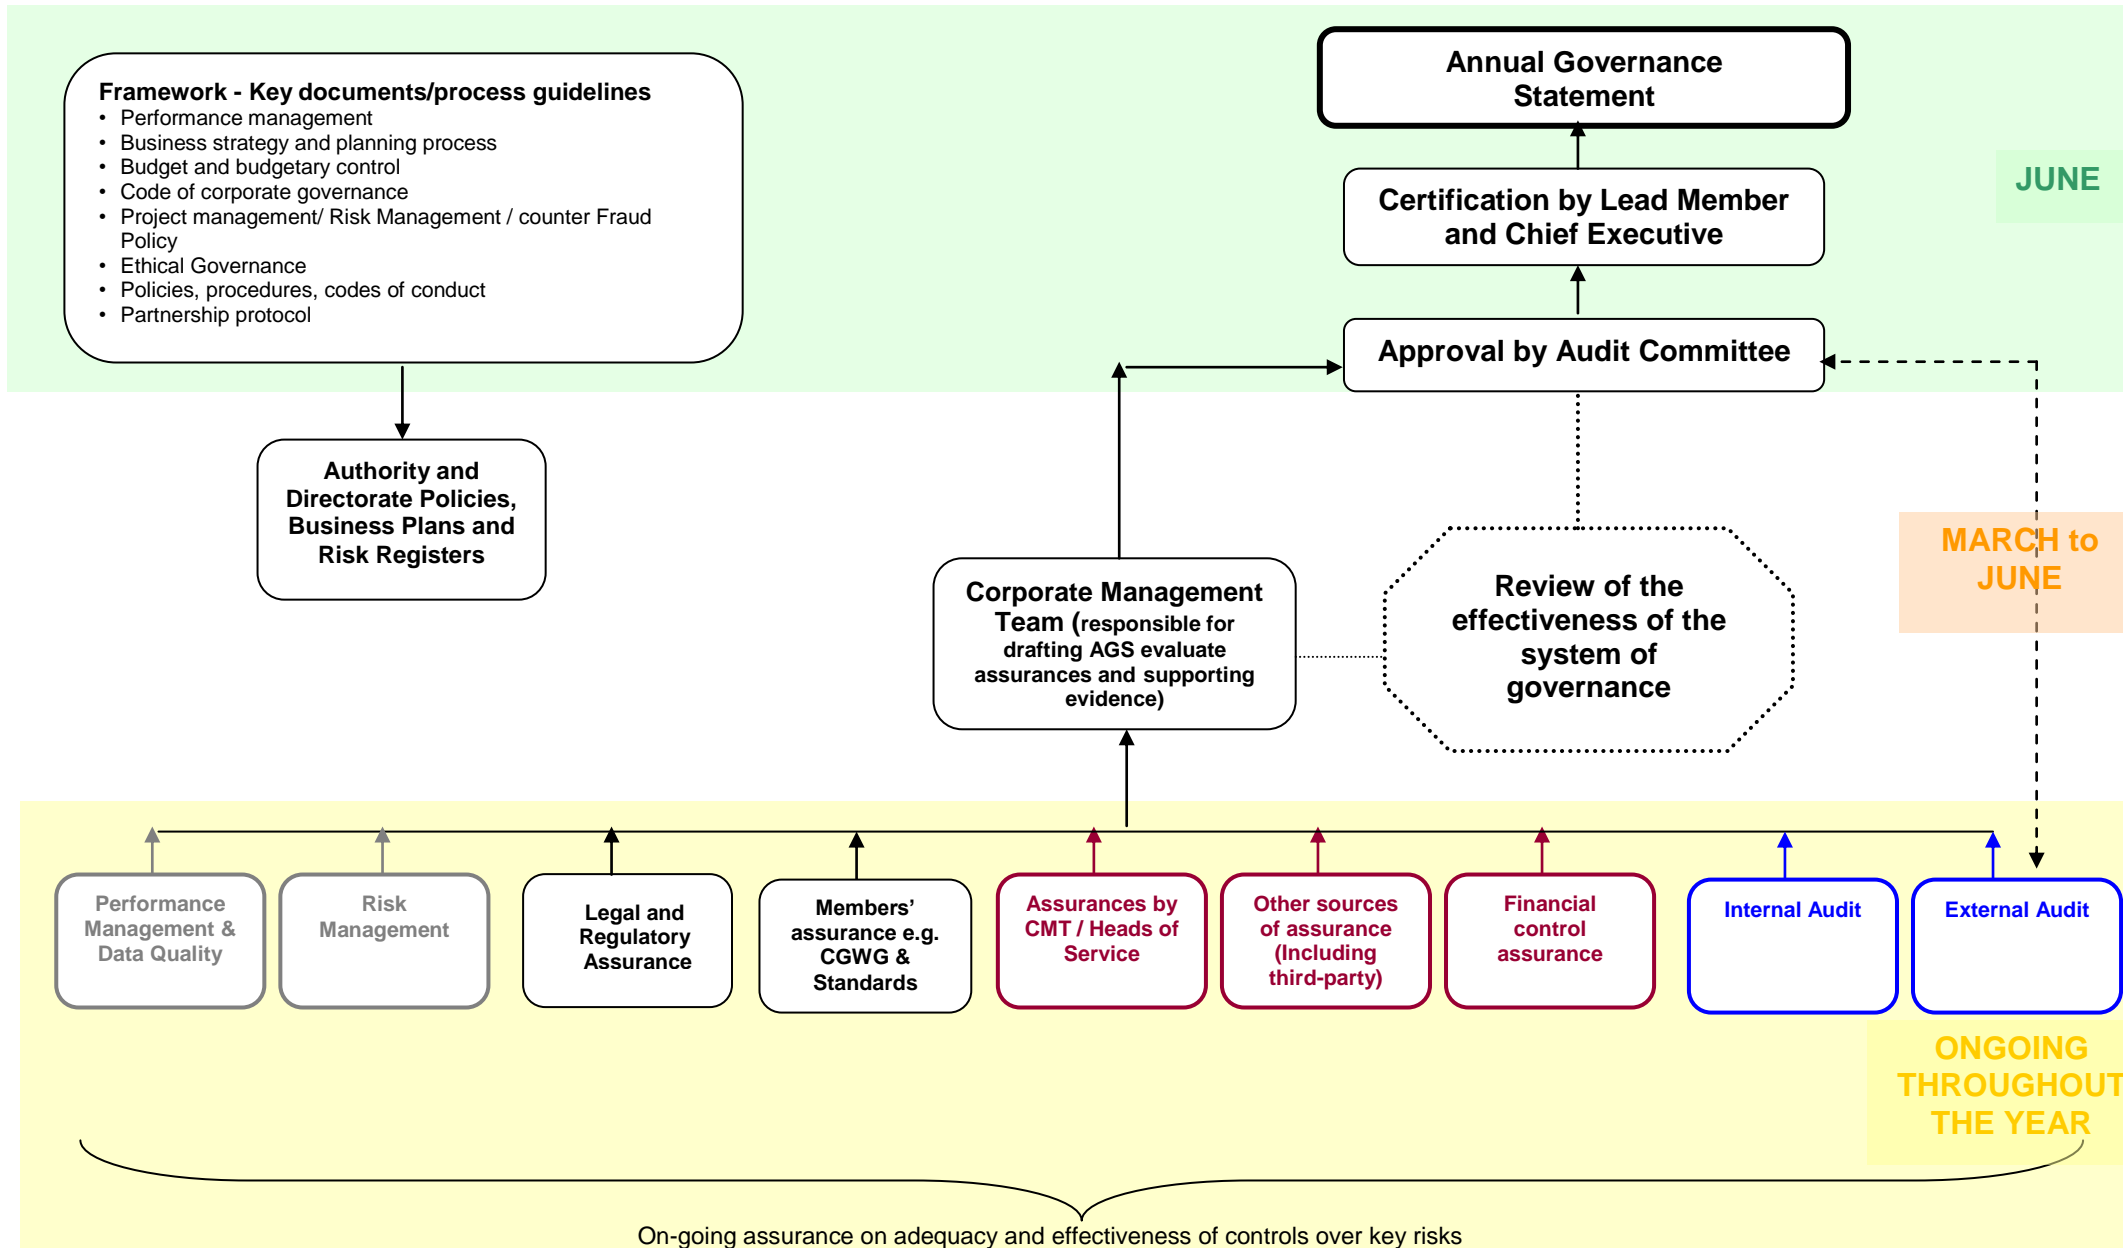 Framework - Key documents/process guidelines
• Performance management
• Business strategy and planning process
• Budget and budgetary control
• Code of corporate governance
• Project management/ Risk Management / counter Fraud
Policy
• Ethical Governance
• Policies, procedures, codes of conduct
• Partnership protocol
Annual Governance
Statement
JUNE
Certification by Lead Member
and Chief Executive
Approval by Audit Committee
Authority and
Directorate Policies,
Business Plans and
Risk Registers
Corporate Management
Team (responsible for
drafting AGS evaluate
assurances and supporting
evidence)
Review of the
effectiveness of the
system of
governance
MARCH to
JUNE
Performance
Management &
Data Quality
Risk
Management
Legal and
Regulatory
Assurance
Members’
assurance e.g.
CGWG &
Standards
Assurances by
CMT / Heads of
Service
Other sources
of assurance
(Including
third-party)
Financial
control
assurance
Internal Audit
External Audit
ONGOING
THROUGHOUT
THE YEAR
On-going assurance on adequacy and effectiveness of controls over key risks